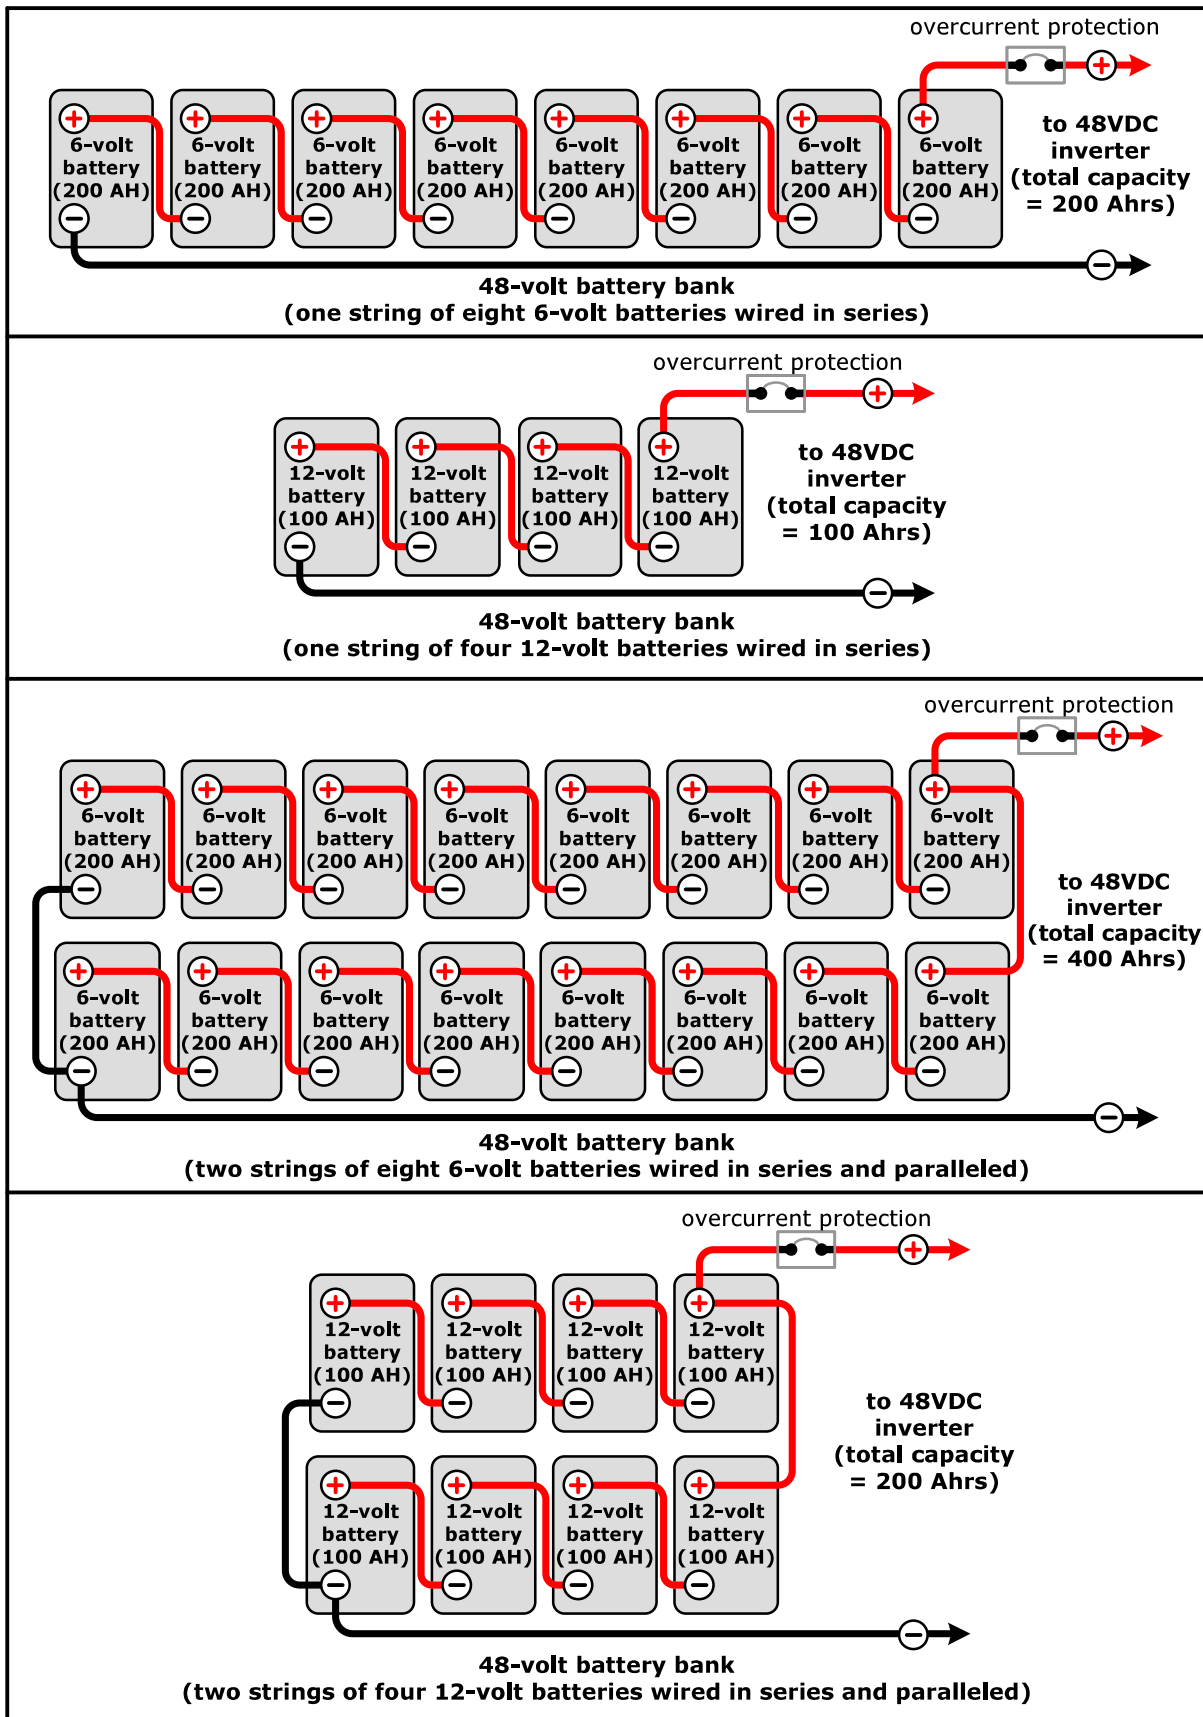 overcurrent protection
6-volt battery (200 AH)
6-volt battery (200 AH)
6-volt battery (200 AH)
6-volt battery (200 AH)
6-volt battery (200 AH)
6-volt battery (200 AH)
6-volt battery (200 AH)
6-volt battery (200 AH)
to 48VDC
inverter
(total capacity
= 200 Ahrs)
48-volt battery bank
(one string of eight 6-volt batteries wired in series)
overcurrent protection
12-volt battery (100 AH)
12-volt battery (100 AH)
12-volt battery (100 AH)
12-volt battery (100 AH)
to 48VDC
inverter
(total capacity
= 100 Ahrs)
48-volt battery bank
(one string of four 12-volt batteries wired in series)
overcurrent protection
6-volt battery (200 AH)
6-volt battery (200 AH)
6-volt battery (200 AH)
6-volt battery (200 AH)
6-volt battery (200 AH)
6-volt battery (200 AH)
6-volt battery (200 AH)
6-volt battery (200 AH)
to 48VDC
inverter
(total capacity
= 400 Ahrs)
6-volt battery (200 AH)
6-volt battery (200 AH)
6-volt battery (200 AH)
6-volt battery (200 AH)
6-volt battery (200 AH)
6-volt battery (200 AH)
6-volt battery (200 AH)
6-volt battery (200 AH)
48-volt battery bank
(two strings of eight 6-volt batteries wired in series and paralleled)
overcurrent protection
12-volt battery (100 AH)
12-volt battery (100 AH)
12-volt battery (100 AH)
12-volt battery (100 AH)
to 48VDC
inverter
(total capacity
= 200 Ahrs)
12-volt battery (100 AH)
12-volt battery (100 AH)
12-volt battery (100 AH)
12-volt battery (100 AH)
48-volt battery bank
(two strings of four 12-volt batteries wired in series and paralleled)